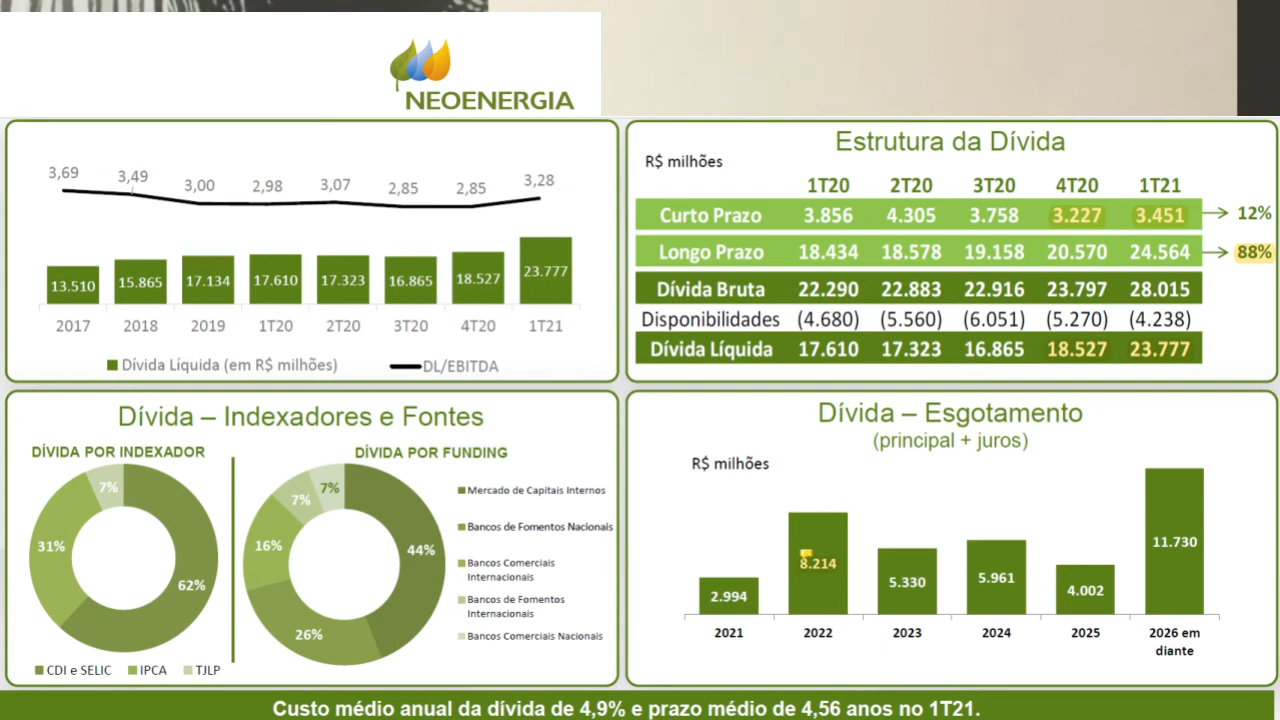 NEOENERGIA
3,69 3,49 3,00 2,98 3,07 2,85 2,85 3,28
13.510 15.865 17.134 17.610 17.323 16.865 18.527 23.777
2017 2018 2019 1T20 2T20 3T20 4T20 1T21
Dívida Líquida (em R$ milhões) DL/EBITDA
Estrutura da Dívida
R$ milhões
1T20 2T20 3T20 4T20 1T21
Curto Prazo 3.856 4.305 3.758 3.227 3.451 12%
Longo Prazo 18.434 18.578 19.158 20.570 24.564 88%
Dívida Bruta 22.290 22.883 22.916 23.797 28.015
Disponibilidades (4.680) (5.560) (6.051) (5.270) (4.238)
Dívida Líquida 17.610 17.323 16.865 18.527 23.777
Dívida – Indexadores e Fontes
DÍVIDA POR INDEXADOR
7%
31%
62%
CDI e SELIC IPCA TJLP
DÍVIDA POR FUNDING
7% 7%
16%
44%
26%
Mercado de Capitais Internos
Bancos de Fomentos Nacionais
Bancos Comerciais
Internacionais
Bancos de Fomentos
Internacionais
Bancos Comerciais Nacionais
Dívida – Esgotamento
(principal + juros)
R$ milhões
2.994 8.214 5.330 5.961 4.002 11.730
2021 2022 2023 2024 2025 2026 em
diante
Custo médio anual da dívida de 4,9% e prazo médio de 4,56 anos no 1T21.